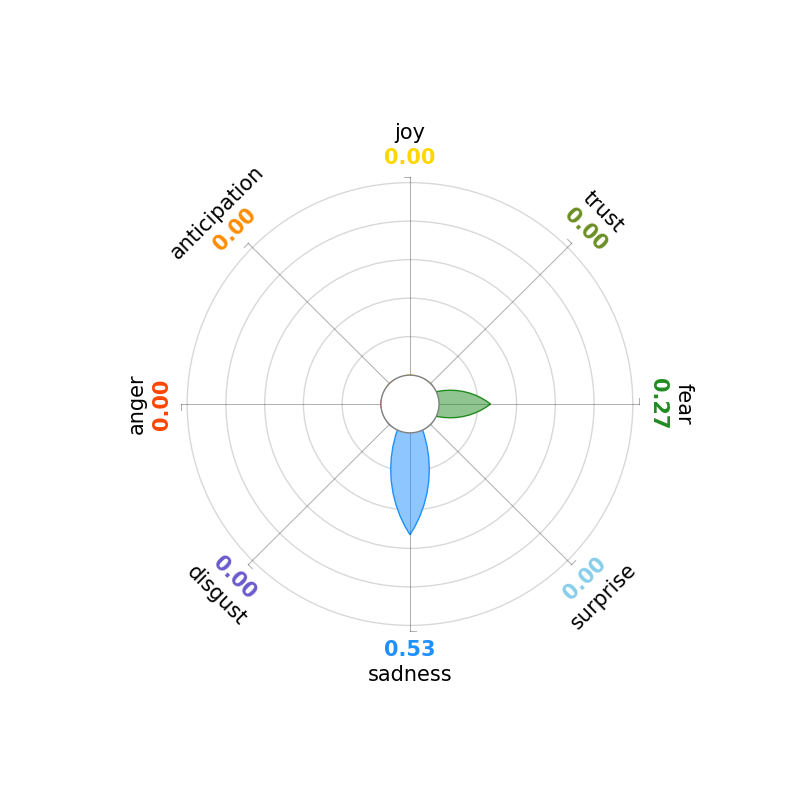 joy
0.00
trust
0.00
fear
0.27
surprise
0.00
0.53
sadness
disgust
0.00
anger
0.00
anticipation
0.00